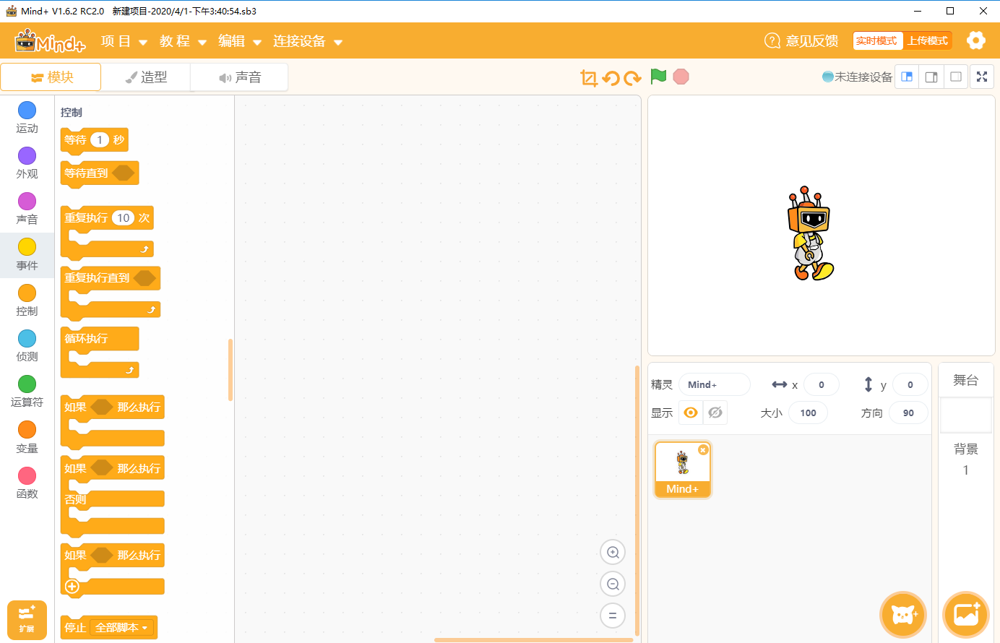 Mind+ V1.6.2 RC2.0 新建项目-2020/4/1-下午3:40:54.sb3
Mind+ 项目 教程 编辑 连接设备 意见反馈 实时模式 上传模式
模块 造型 声音 未连接设备
运动
外观
声音
事件
控制
侦测
运算符
变量
函数
扩展
控制
等待 1 秒
等待直到
重复执行 10 次
重复执行直到
循环执行
如果 那么执行
如果 那么执行
否则
如果 那么执行
停止 全部脚本
精灵 Mind+ x 0 y 0
显示 大小 100 方向 90
Mind+
舞台
背景
1